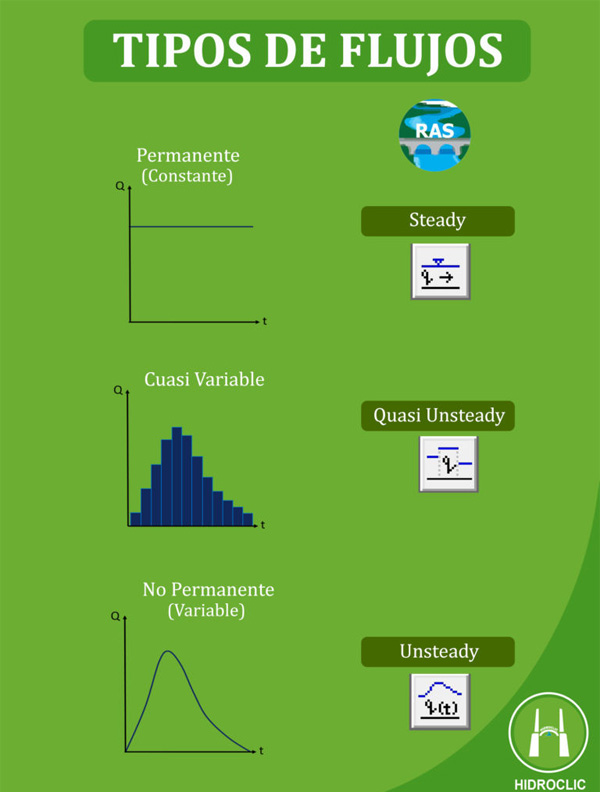 TIPOS DE FLUJOS
RAS
Permanente
(Constante)
Q
t
Steady
q
Cuasi Variable
Q
t
Quasi Unsteady
q
No Permanente
(Variable)
Q
t
Unsteady
q(t)
HIDROCLIC